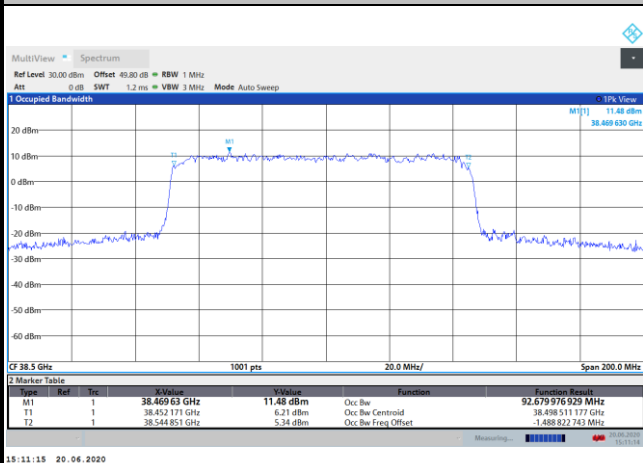 MultiView Spectrum
Ref Level 30.00 dBm Offset 49.80 dB RBW 1 MHz
Att 0 dB SWT 1.2 ms VBW 3 MHz Mode Auto Sweep
1 Occupied Bandwidth 1Pk View
M1[1] 11.48 dBm
38.469 630 GHz
M1
20 dBm
T1 T2
10 dBm
0 dBm
-10 dBm
-20 dBm
-30 dBm
-50 dBm
-60 dBm
CF 38.5 GHz 1001 pts 20.0 MHz/ Span 200.0 MHz
2 Marker Table
Type Ref Trc X-Value Y-Value Function Function Result
M1 1 38.469 63 GHz 11.48 dBm Occ Bw 92.679 976 929 MHz
T1 1 38.452 171 GHz 6.21 dBm Occ Bw Centroid 38.498 511 177 GHz
T2 1 38.544 851 GHz 5.34 dBm Occ Bw Freq Offset -1.488 822 743 MHz
Measuring... 20.06.2020
15:11:14
15:11:15 20.06.2020